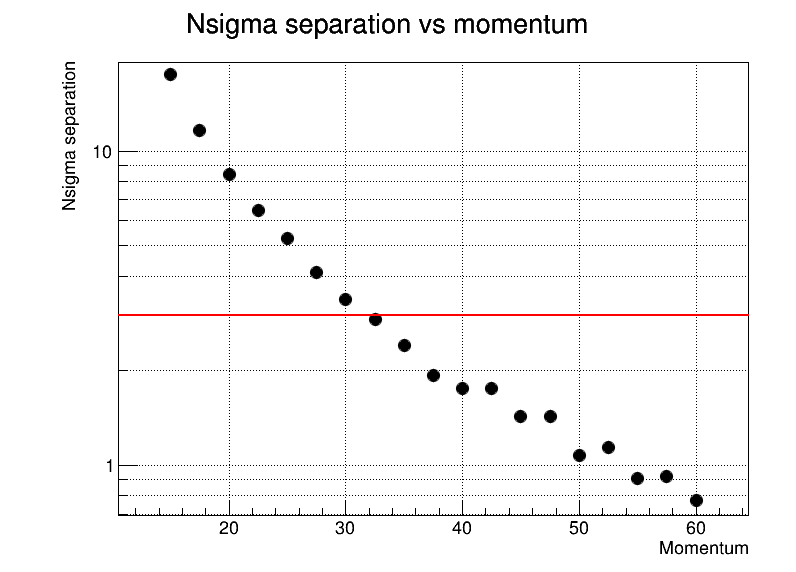 Nsigma separation vs momentum
Nsigma separation
10
1
20 30 40 50 60
Momentum